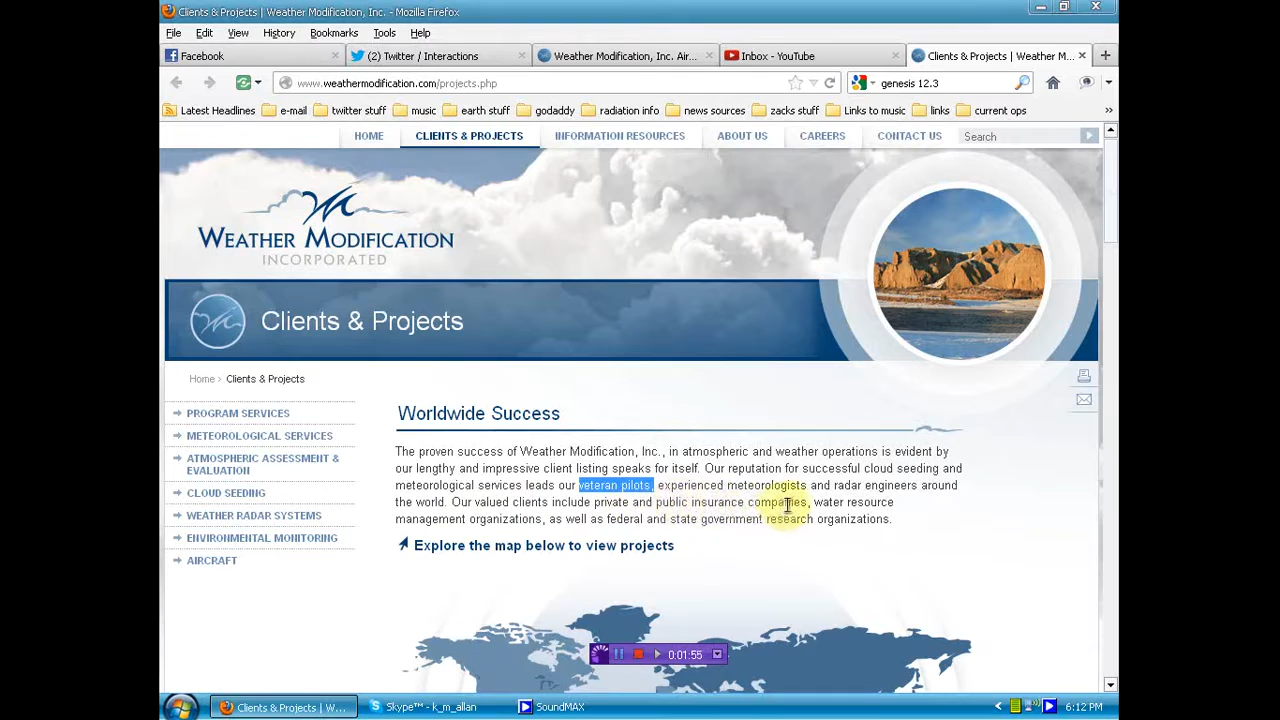 Clients & Projects | Weather Modification, Inc. - Mozilla Firefox
File Edit View History Bookmarks Tools Help
Facebook
(2) Twitter / Interactions
Weather Modification, Inc. Air...
Inbox - YouTube
Clients & Projects | Weather M...
www.weathermodification.com/projects.php
genesis 12.3
Latest Headlines e-mail twitter stuff music earth stuff godaddy radiation info news sources zacks stuff Links to music links current ops
HOME CLIENTS & PROJECTS INFORMATION RESOURCES ABOUT US CAREERS CONTACT US Search
WEATHER MODIFICATION
INCORPORATED
Clients & Projects
Home > Clients & Projects
PROGRAM SERVICES
METEOROLOGICAL SERVICES
ATMOSPHERIC ASSESSMENT &
EVALUATION
CLOUD SEEDING
WEATHER RADAR SYSTEMS
ENVIRONMENTAL MONITORING
AIRCRAFT
Worldwide Success
The proven success of Weather Modification, Inc., in atmospheric and weather operations is evident by
our lengthy and impressive client listing speaks for itself. Our reputation for successful cloud seeding and
meteorological services leads our veteran pilots, experienced meteorologists and radar engineers around
the world. Our valued clients include private and public insurance companies, water resource
management organizations, as well as federal and state government research organizations.
Explore the map below to view projects
0:01:55
Clients & Projects | W...
Skype™ - k_m_allan
SoundMAX
6:12 PM